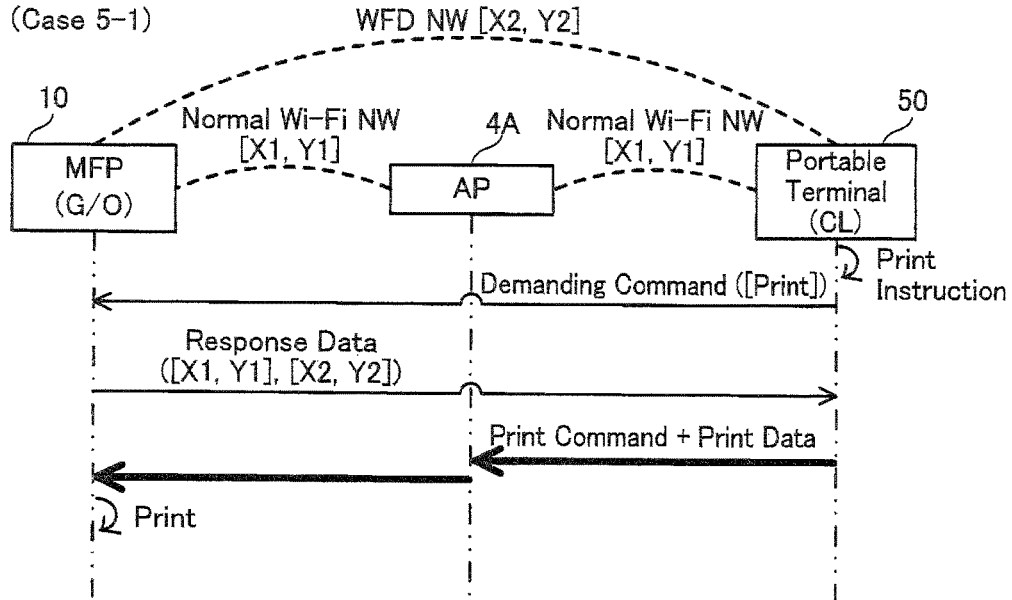 (Case 5-1)
WFD NW [X2, Y2]
10
Normal Wi-Fi NW
[X1, Y1]
4A
Normal Wi-Fi NW
[X1, Y1]
50
MFP
(G/O)
AP
Portable
Terminal
(CL)
Print
Instruction
Demanding Command ([Print])
Response Data
([X1, Y1], [X2, Y2])
Print Command + Print Data
Print